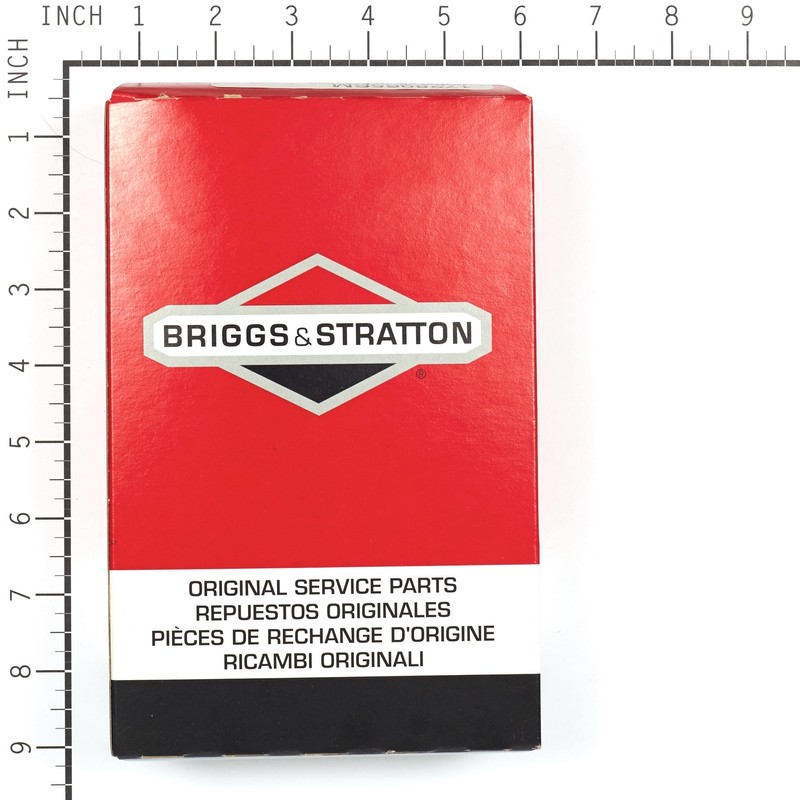 INCH 1 2 3 4 5 6 7 8 9
INCH 1 2 3 4 5 6 7 8 9
BRIGGS & STRATTON
®
ORIGINAL SERVICE PARTS
REPUESTOS ORIGINALES
PIÈCES DE RECHANGE D'ORIGINE
RICAMBI ORIGINALI